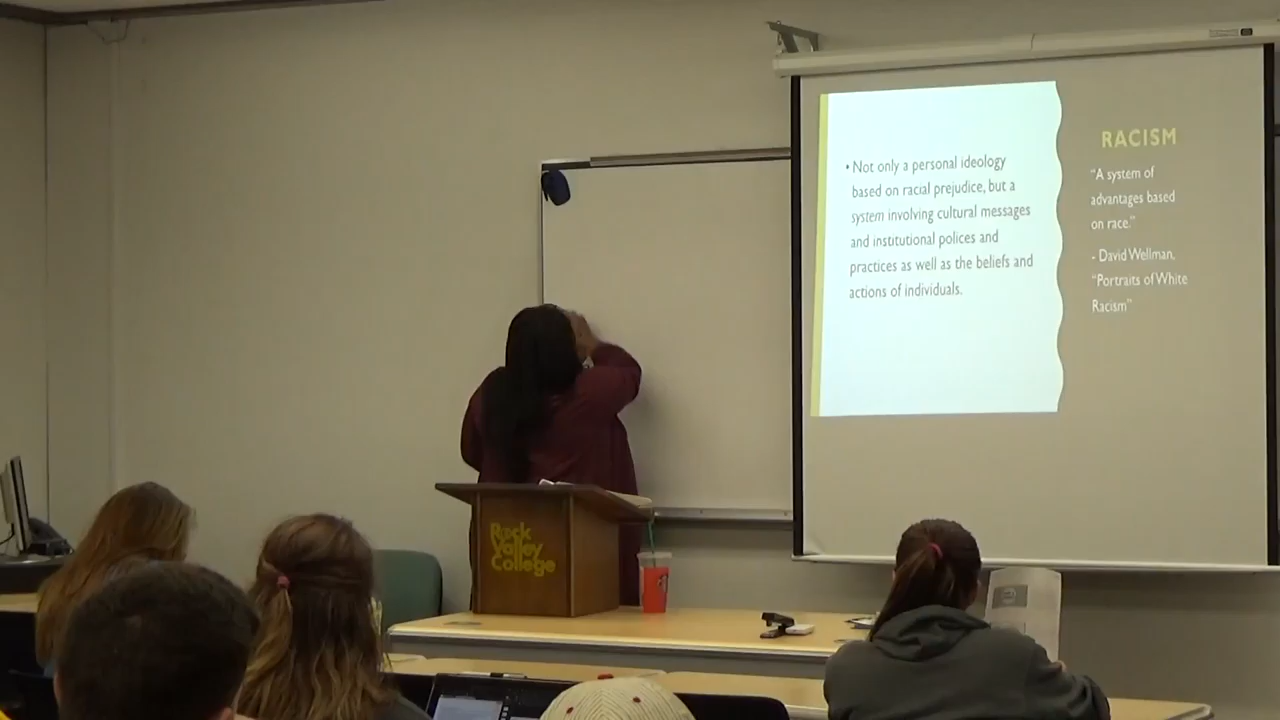 • Not only a personal ideology
based on racial prejudice, but a
system involving cultural messages
and institutional polices and
practices as well as the beliefs and
actions of individuals.
RACISM
"A system of
advantages based
on race."
- David Wellman,
"Portraits of White
Racism"
Rock
Valley
College